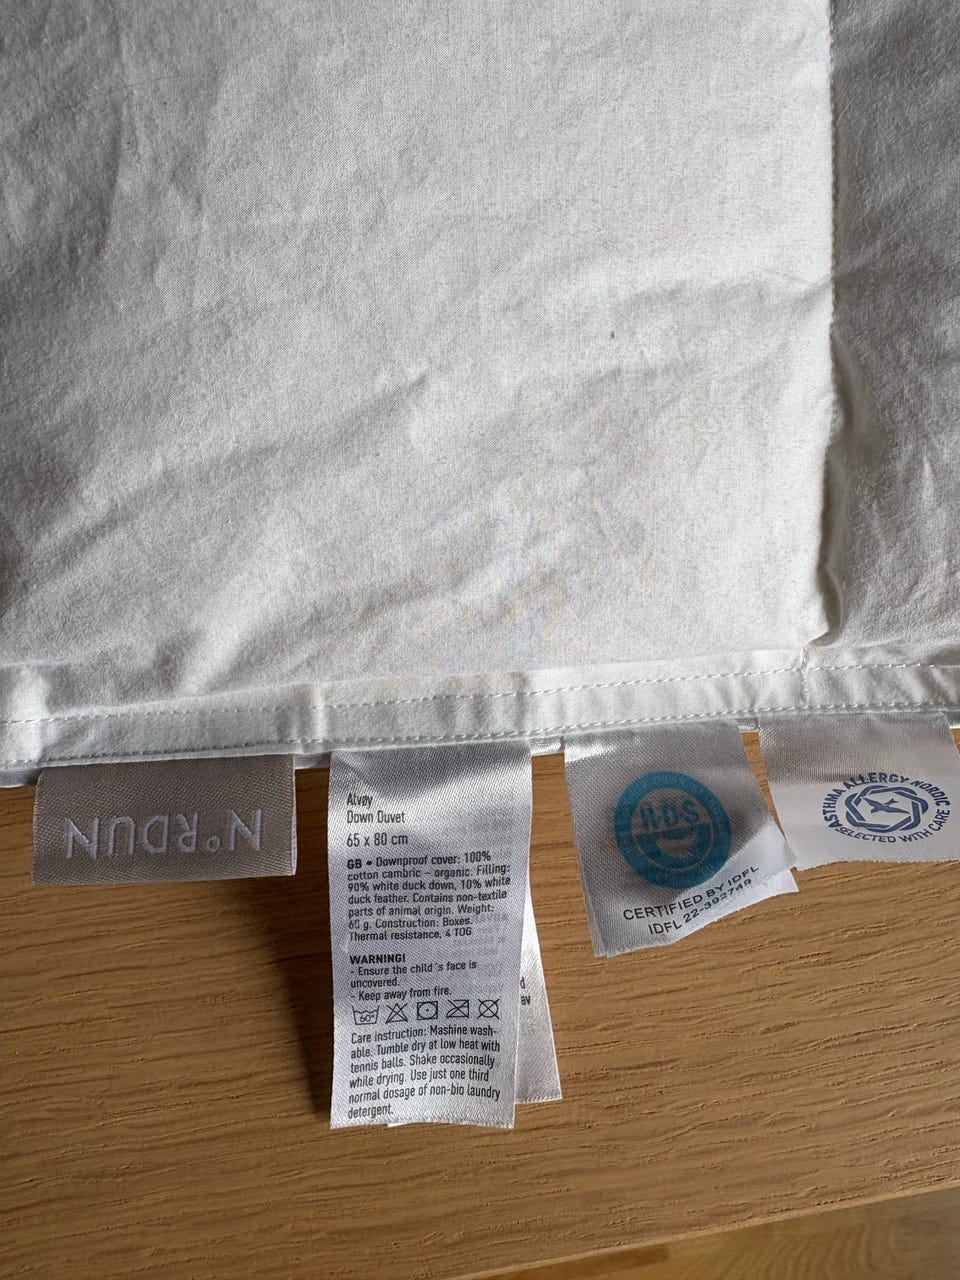 N°RDUN
Alvøy
Down Duvet
65 x 80 cm
GB • Downproof cover: 100%
cotton cambric – organic. Filling:
90% white duck down, 10% white
duck feather. Contains non-textile
parts of animal origin. Weight:
60 g. Construction: Boxes.
Thermal resistance, 4 TOG
WARNING!
- Ensure the child´s face is
uncovered.
- Keep away from fire.
60°
Care instruction: Mashine wash-
able. Tumble dry at low heat with
tennis balls. Shake occasionally
while drying. Use just one third
normal dosage of non-bio laundry
detergent.
d
av
RDS
CERTIFIED BY IDFL
IDFL 22-392749
ASTHMA ALLERGY NORDIC
SELECTED WITH CARE